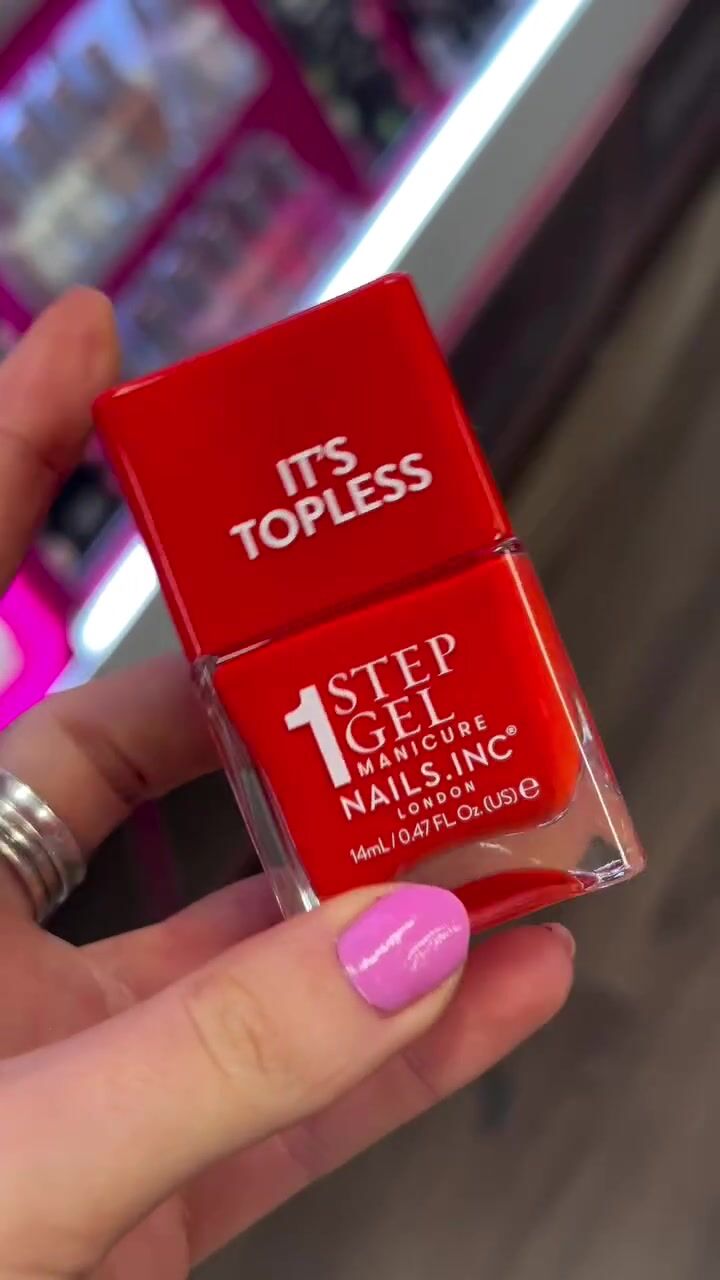 IT'S
TOPLESS
1 STEP
GEL
MANICURE
NAILS.INC®
LONDON
14mL / 0.47 FL Oz. (US) ℮